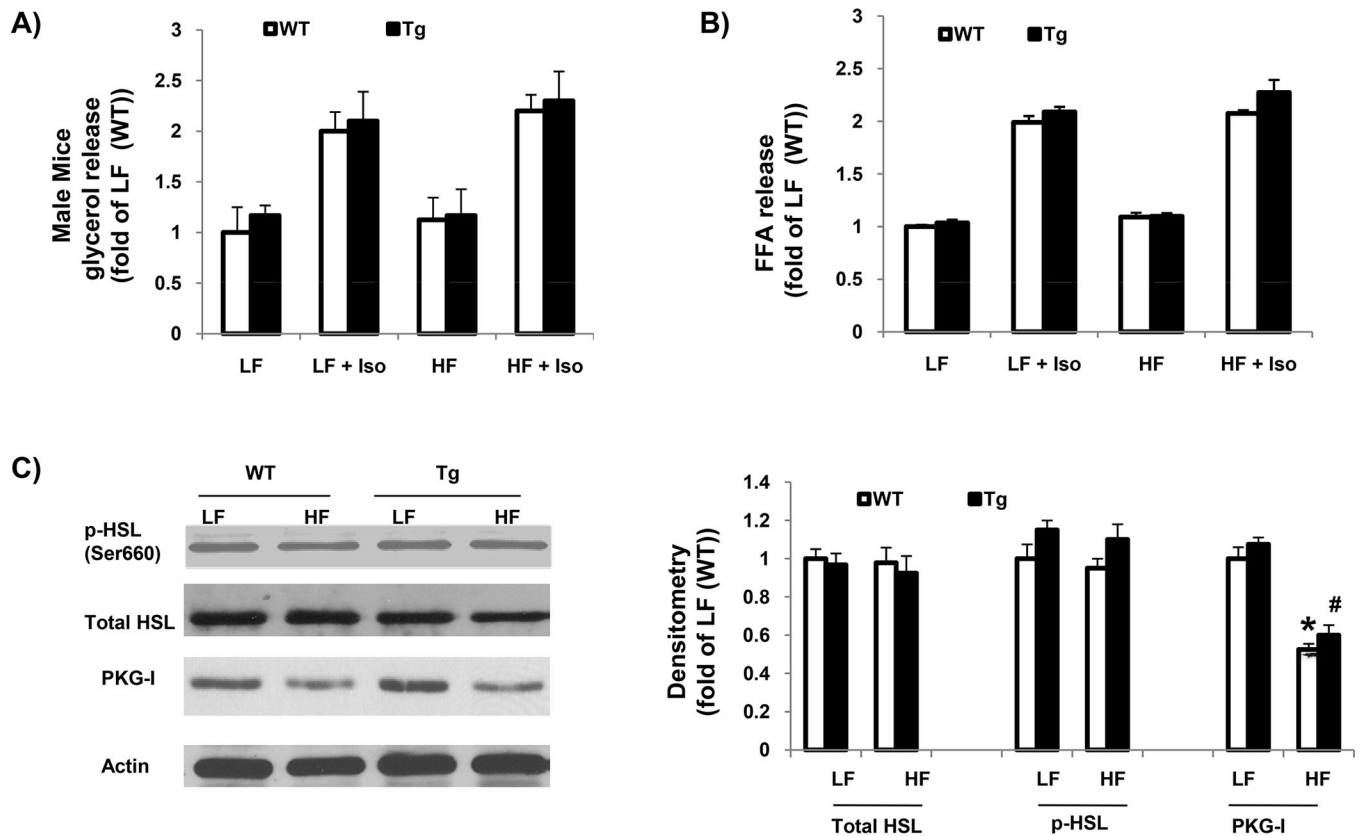 A)
Male Mice
glycerol release
(fold of LF (WT))
3
2.5
2
1.5
1
0.5
0
WT Tg
LF LF + Iso HF HF + Iso
B)
FFA release
(fold of LF (WT))
3
2.5
2
1.5
1
0.5
0
WT Tg
LF LF + Iso HF HF + Iso
C)
WT Tg
LF HF LF HF
p-HSL
(Ser660)
Total HSL
PKG-I
Actin
Densitometry
(fold of LF (WT))
1.4
1.2
1
0.8
0.6
0.4
0.2
0
WT Tg
* #
LF HF LF HF LF HF
Total HSL p-HSL PKG-I